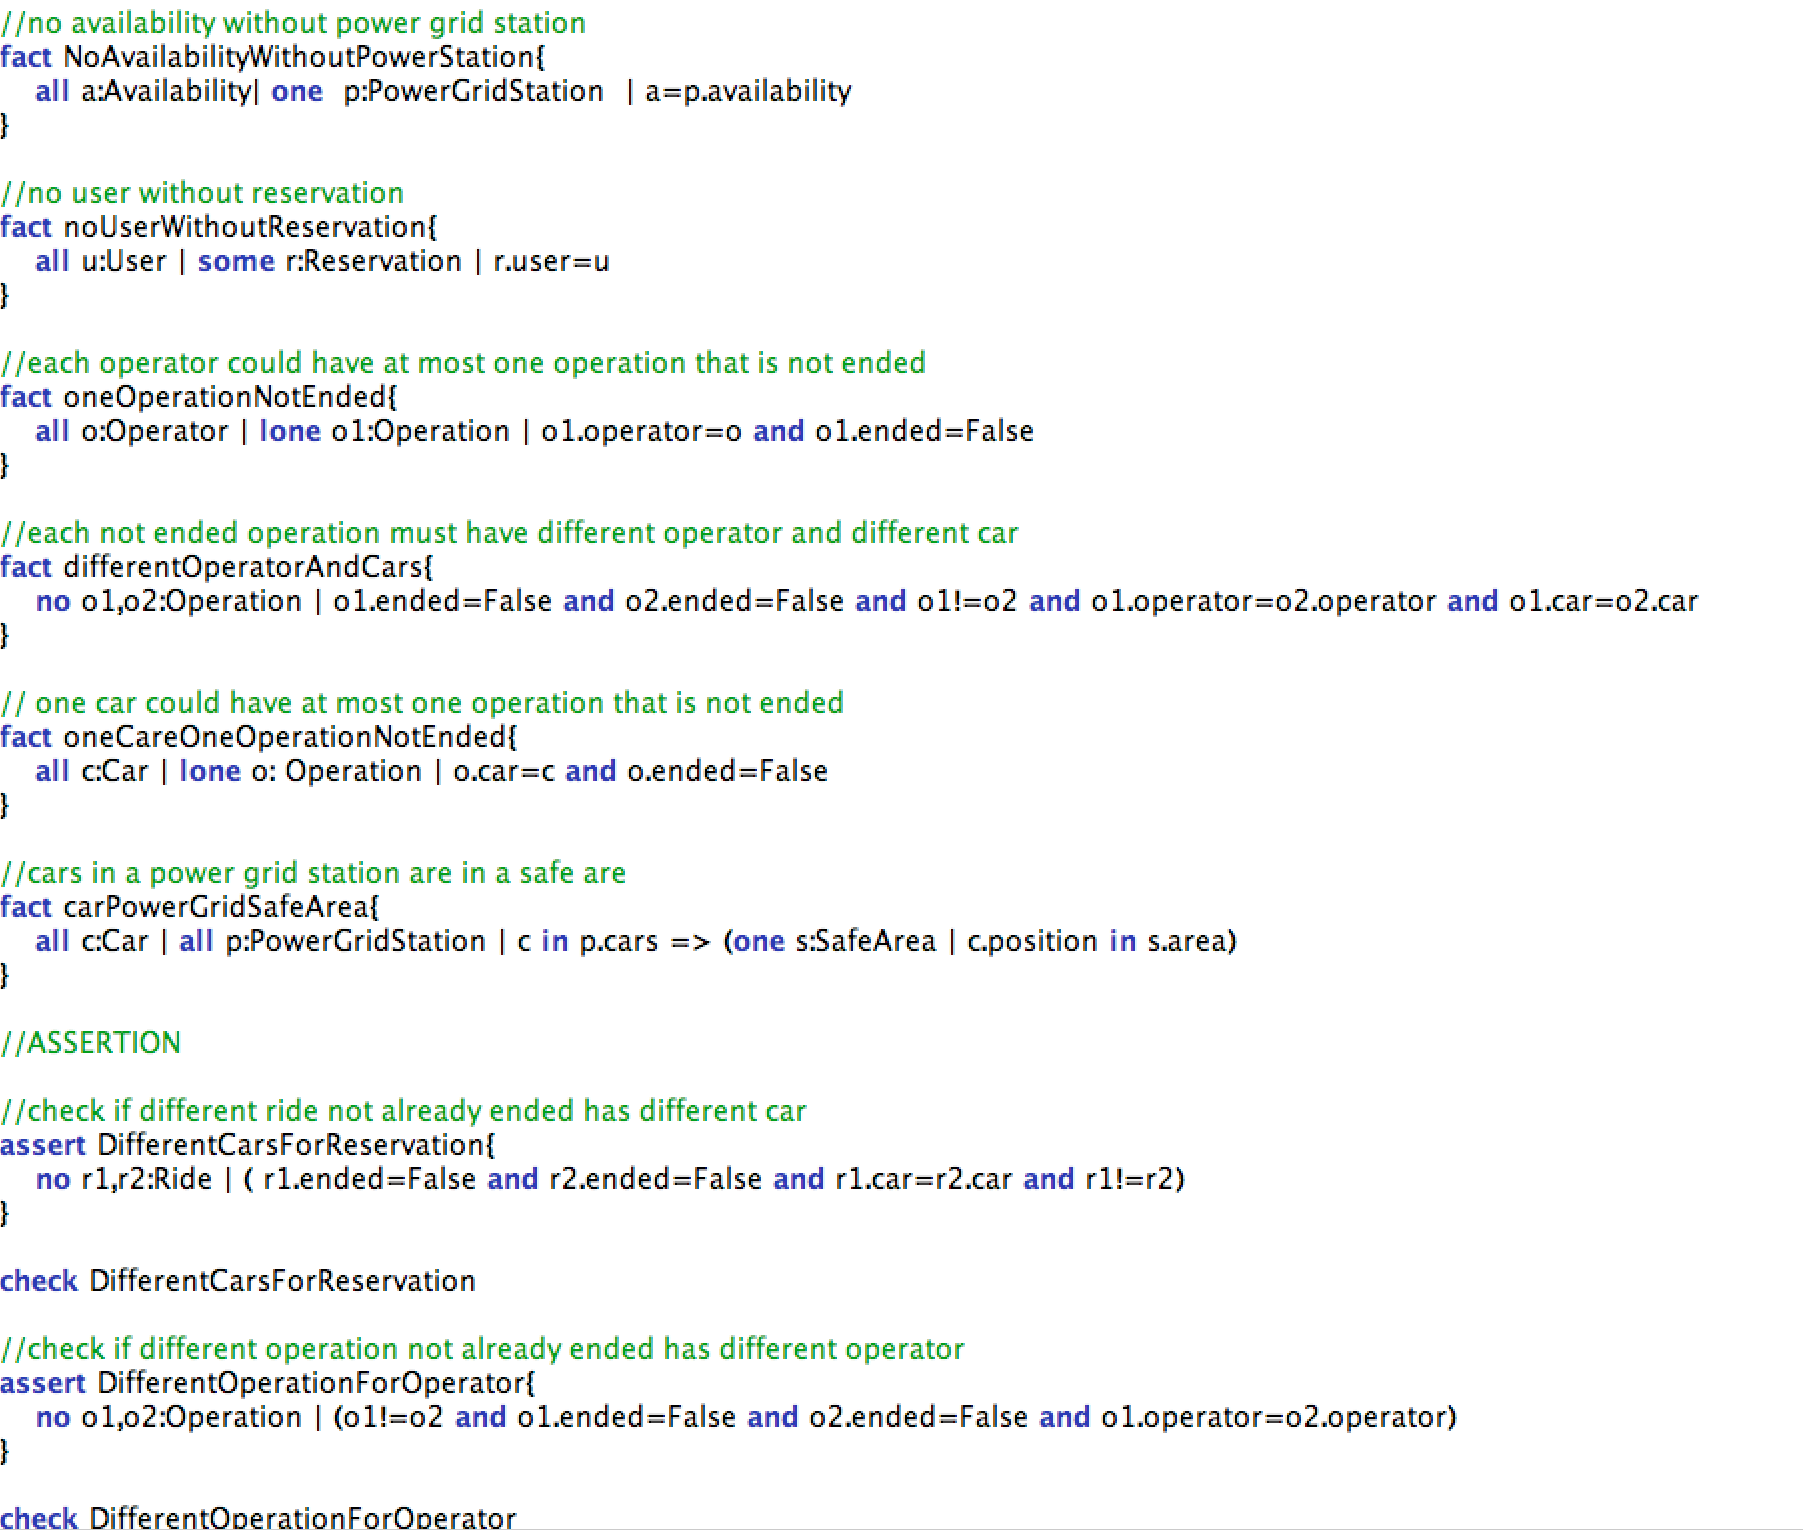 //no availability without power grid station
fact NoAvailabilityWithoutPowerStation{
all a:Availability| one p:PowerGridStation | a=p.availability
}
//no user without reservation
fact noUserWithoutReservation{
all u:User | some r:Reservation | r.user=u
}
//each operator could have at most one operation that is not ended
fact oneOperationNotEnded{
all o:Operator | lone o1:Operation | o1.operator=o and o1.ended=False
}
//each not ended operation must have different operator and different car
fact differentOperatorAndCars{
no o1,o2:Operation | o1.ended=False and o2.ended=False and o1!=o2 and o1.operator=o2.operator and o1.car=o2.car
}
// one car could have at most one operation that is not ended
fact oneCareOneOperationNotEnded{
all c:Car | lone o: Operation | o.car=c and o.ended=False
}
//cars in a power grid station are in a safe are
fact carPowerGridSafeArea{
all c:Car | all p:PowerGridStation | c in p.cars => (one s:SafeArea | c.position in s.area)
}
//ASSERTION
//check if different ride not already ended has different car
assert DifferentCarsForReservation{
no r1,r2:Ride | ( r1.ended=False and r2.ended=False and r1.car=r2.car and r1!=r2)
}
check DifferentCarsForReservation
//check if different operation not already ended has different operator
assert DifferentOperationForOperator{
no o1,o2:Operation | (o1!=o2 and o1.ended=False and o2.ended=False and o1.operator=o2.operator)
}
check DifferentOperationForOperator